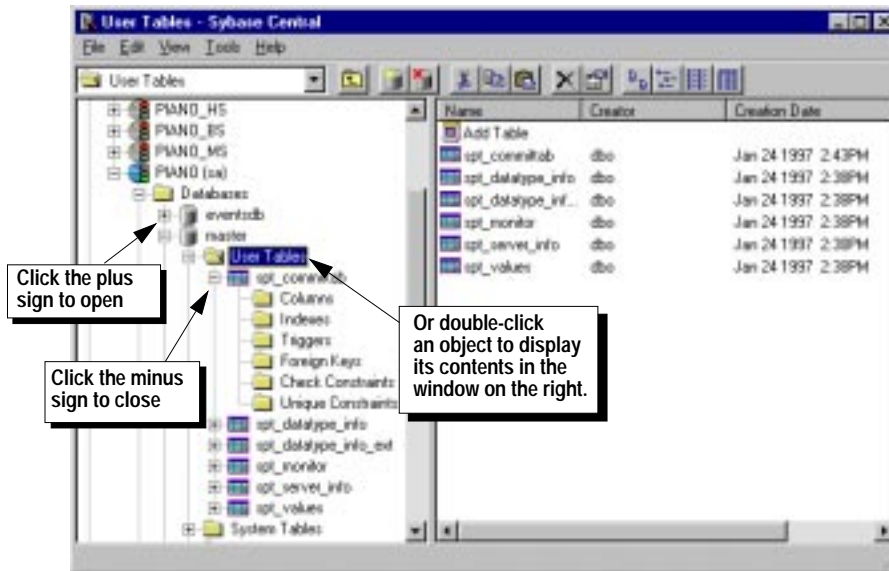 User Tables - Sybase Central
File Edit View Tools Help
User Tables
PIANO_HS
PIANO_BS
PIANO_MS
PIANO (sa)
Databases
eventsdb
master
User Tables
spt_committab
Columns
Indexes
Triggers
Foreign Keys
Check Constraints
Unique Constraints
spt_datatype_info
spt_datatype_info_ext
spt_monitor
spt_server_info
spt_values
System Tables
Name Creator Creation Date
Add Table
spt_committab dbo Jan 24 1997 2:43PM
spt_datatype_info dbo Jan 24 1997 2:38PM
spt_datatype_inf... dbo Jan 24 1997 2:38PM
spt_monitor dbo Jan 24 1997 2:38PM
spt_server_info dbo Jan 24 1997 2:38PM
spt_values dbo Jan 24 1997 2:38PM
Click the plus
sign to open
Click the minus
sign to close
Or double-click
an object to display
its contents in the
window on the right.